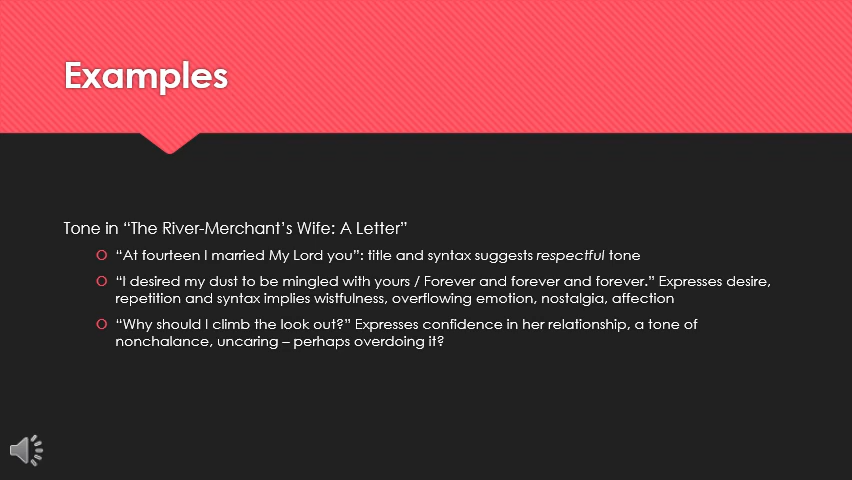 Examples
Tone in “The River-Merchant’s Wife: A Letter”
“At fourteen I married My Lord you”: title and syntax suggests respectful tone
“I desired my dust to be mingled with yours / Forever and forever and forever.” Expresses desire,
repetition and syntax implies wistfulness, overflowing emotion, nostalgia, affection
“Why should I climb the look out?” Expresses confidence in her relationship, a tone of
nonchalance, uncaring – perhaps overdoing it?